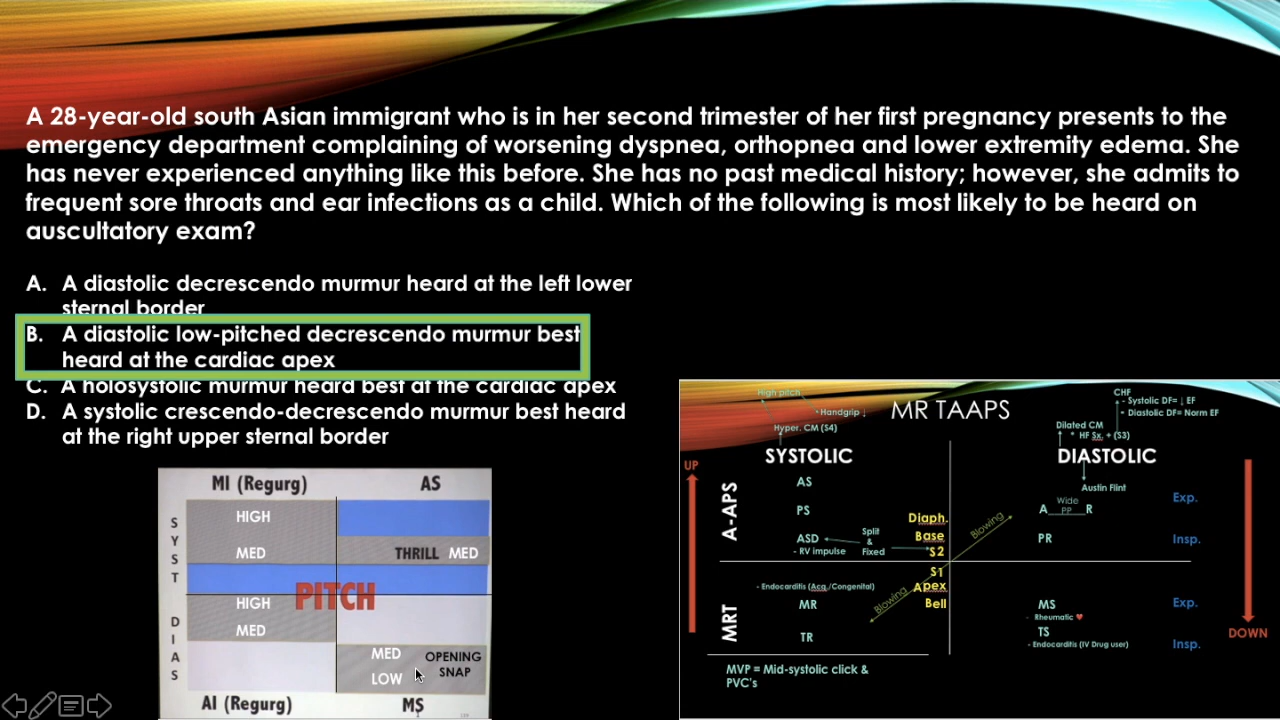 A 28-year-old south Asian immigrant who is in her second trimester of her first pregnancy presents to the
emergency department complaining of worsening dyspnea, orthopnea and lower extremity edema. She
has never experienced anything like this before. She has no past medical history; however, she admits to
frequent sore throats and ear infections as a child. Which of the following is most likely to be heard on
auscultatory exam?
A. A diastolic decrescendo murmur heard at the left lower
sternal border
B. A diastolic low-pitched decrescendo murmur best
heard at the cardiac apex
C. A holosystolic murmur heard best at the cardiac apex
D. A systolic crescendo-decrescendo murmur best heard
at the right upper sternal border
MI (Regurg) AS
SYST
HIGH
MED THRILL MED
PITCH
DIAS
HIGH
MED
MED OPENING
LOW SNAP
AI (Regurg) MS
MR TAAPS
High pitch
• Handgrip ↓
Hyper. CM (S4)
CHF
- Systolic DF= ↓ EF
• Diastolic DF= Norm EF
Dilated CM
* HF Sx. + (S3)
UP
SYSTOLIC
DIASTOLIC
Austin Flint
A-APS
AS
PS
ASD
- RV impulse
Split
&
Fixed
Diaph.
Base
S2
Blowing
Wide
PP
A____R
PR
Exp.
Insp.
S1
Apex
Bell
MRT
- Endocarditis (Acq./Congenital)
MR
TR
Blowing
MS
- Rheumatic ♥
TS
- Endocarditis (IV Drug user)
Exp.
Insp.
DOWN
MVP = Mid-systolic click &
PVC's